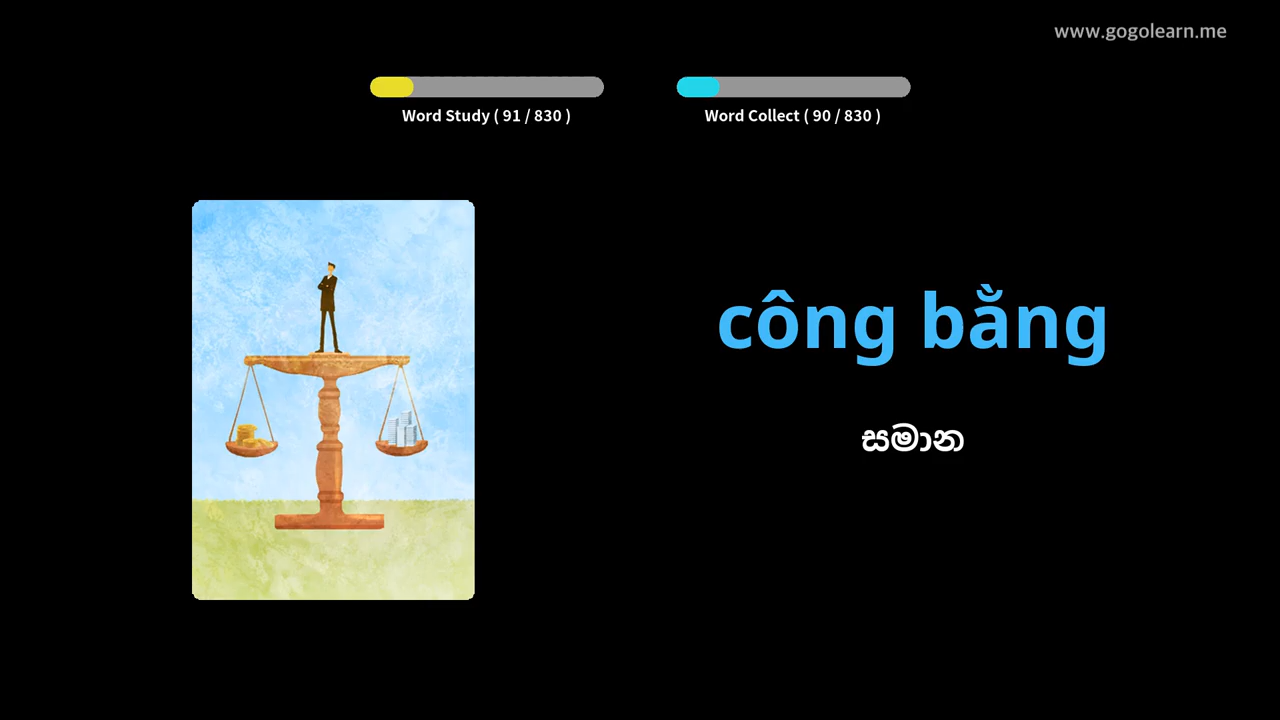 www.gogolearn.me
Word Study ( 91 / 830 )
Word Collect ( 90 / 830 )
công bằng
සමාන